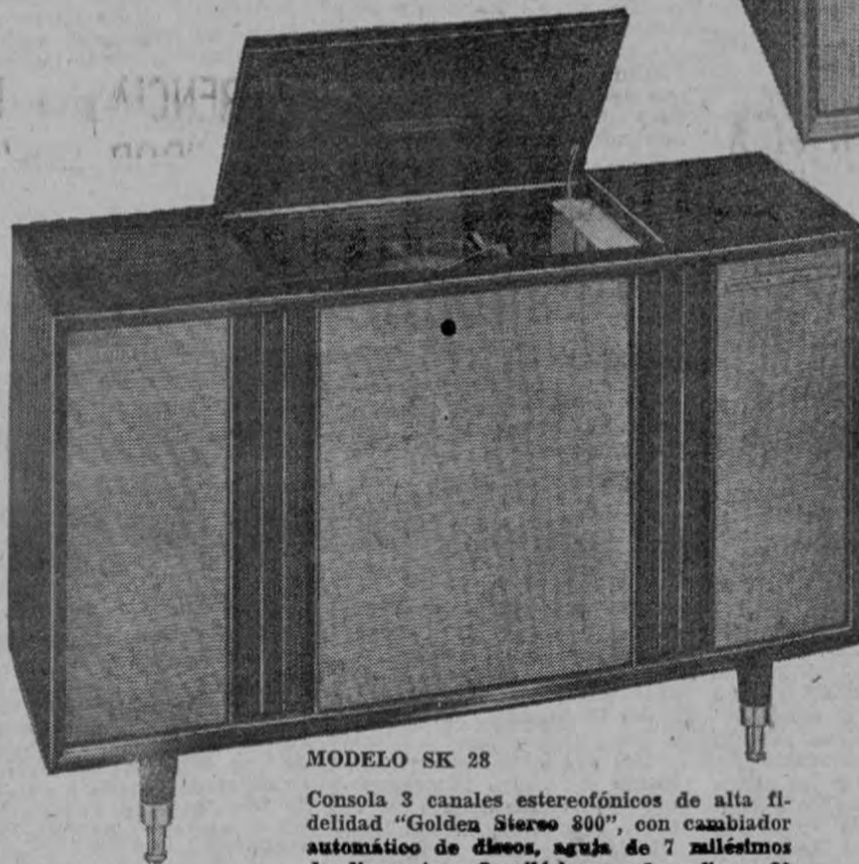 MODELO SK 28
Consola 3 canales estereofónicos de alta fi-
delidad "Golden Stereo 800", con cambiador
automático de discos, aguja de 7 milésimos